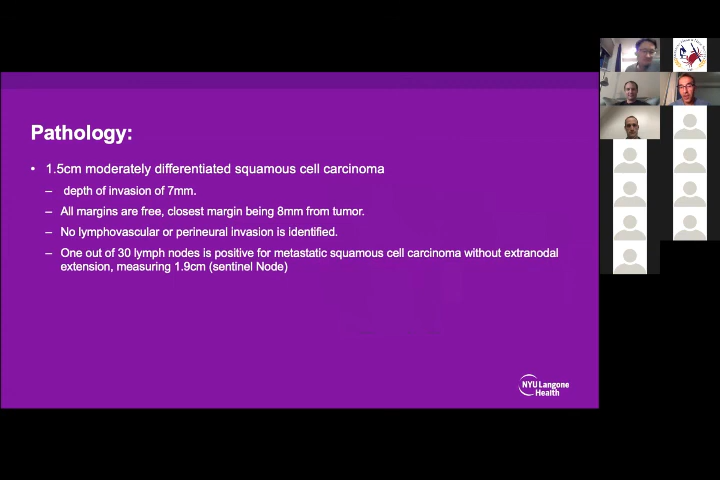 Pathology:
• 1.5cm moderately differentiated squamous cell carcinoma
– depth of invasion of 7mm.
– All margins are free, closest margin being 8mm from tumor.
– No lymphovascular or perineural invasion is identified.
– One out of 30 lymph nodes is positive for metastatic squamous cell carcinoma without extranodal
extension, measuring 1.9cm (sentinel Node)
NYU Langone
Health